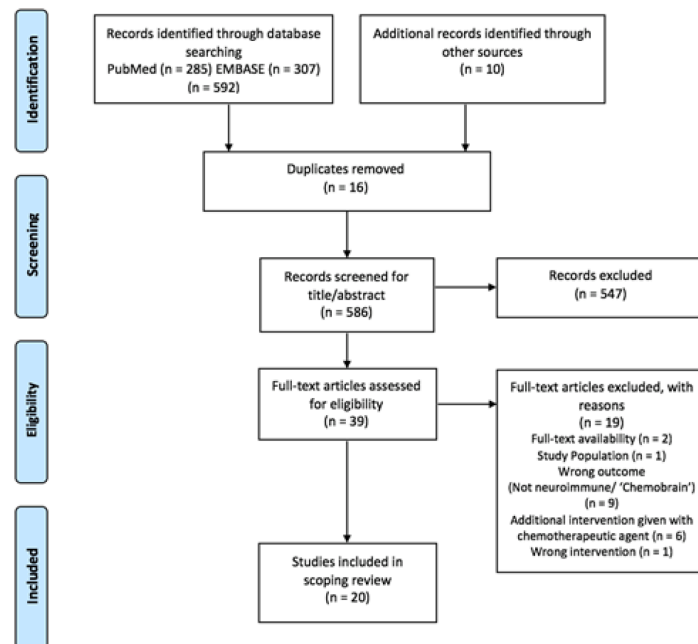 Identification
Records identified through database
searching
PubMed (n = 285) EMBASE (n = 307)
(n = 592)
Additional records identified through
other sources
(n = 10)
Duplicates removed
(n = 16)
Screening
Records screened for
title/abstract
(n = 586)
Records excluded
(n = 547)
Eligibility
Full-text articles assessed
for eligibility
(n = 39)
Full-text articles excluded, with
reasons
(n = 19)
Full-text availability (n = 2)
Study Population (n = 1)
Wrong outcome
(Not neuroimmune/ ‘Chemobrain’)
(n = 9)
Additional intervention given with
chemotherapeutic agent (n = 6)
Wrong intervention (n = 1)
Included
Studies included in
scoping review
(n = 20)